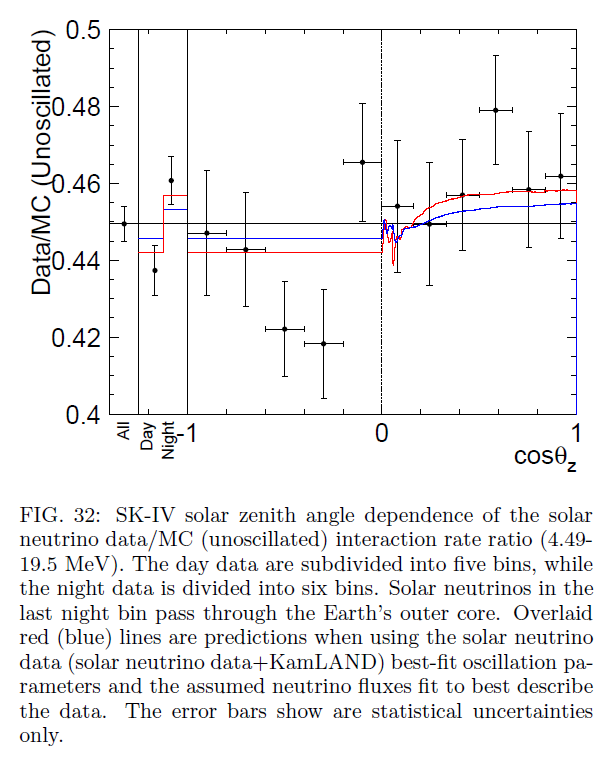 Data/MC (Unoscillated)
0.5
0.48
0.46
0.44
0.42
0.4
All
Day
Night
-1
0
1
cosθz
FIG. 32: SK-IV solar zenith angle dependence of the solar
neutrino data/MC (unoscillated) interaction rate ratio (4.49-
19.5 MeV). The day data are subdivided into five bins, while
the night data is divided into six bins. Solar neutrinos in the
last night bin pass through the Earth's outer core. Overlaid
red (blue) lines are predictions when using the solar neutrino
data (solar neutrino data+KamLAND) best-fit oscillation pa-
rameters and the assumed neutrino fluxes fit to best describe
the data. The error bars show are statistical uncertainties
only.